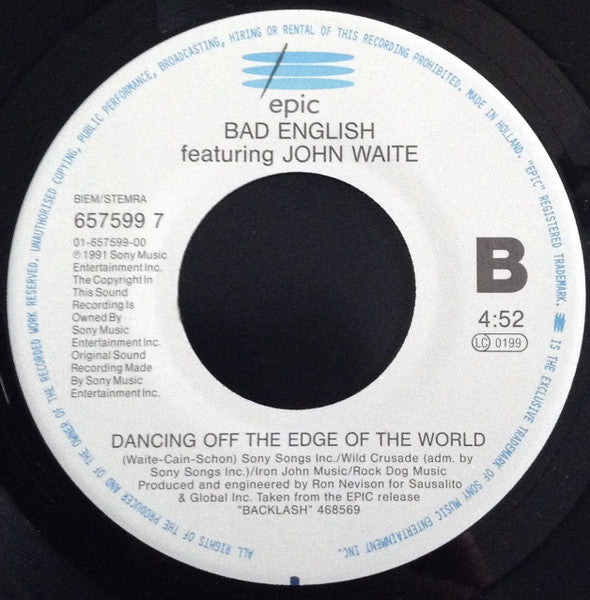 ALL RIGHTS OF THE PRODUCER AND OF THE OWNER OF THE RECORDED WORK RESERVED. UNAUTHORISED COPYING, PUBLIC PERFORMANCE, BROADCASTING, HIRING OR RENTAL OF THIS RECORDING PROHIBITED. MADE IN HOLLAND. "EPIC" REGISTERED TRADEMARK. IS THE EXCLUSIVE TRADEMARK OF SONY MUSIC ENTERTAINMENT INC.
epic
BAD ENGLISH
featuring JOHN WAITE
BIEM/STEMRA
657599 7
01-657599-00
℗ 1991 Sony Music
Entertainment Inc.
The Copyright In
This Sound
Recording Is
Owned By
Sony Music
Entertainment Inc.
Original Sound
Recording Made
By Sony Music
Entertainment Inc.
B
4:52
LC 0199
DANCING OFF THE EDGE OF THE WORLD
(Waite-Cain-Schon) Sony Songs Inc./Wild Crusade (adm. by
Sony Songs Inc.)/Iron John Music/Rock Dog Music
Produced and engineered by Ron Nevison for Sausalito
& Global Inc. Taken from the EPIC release
"BACKLASH" 468569